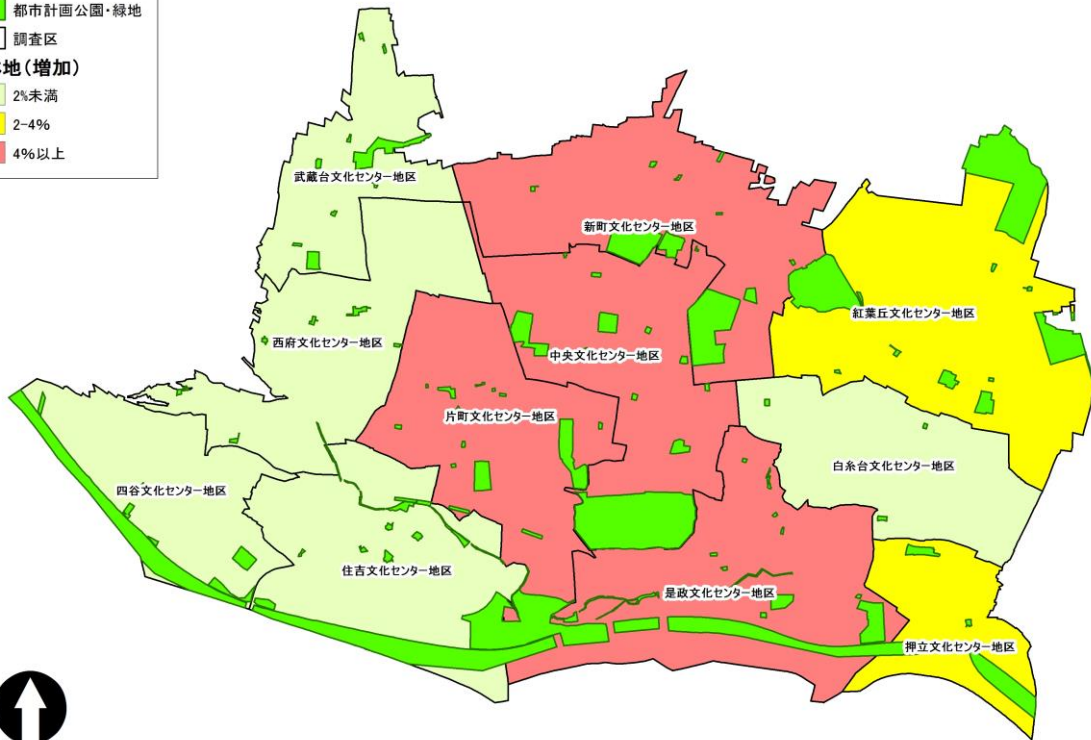 都市計画公園・緑地
調査区
地(増加)
2%未満
2-4%
4%以上
武蔵台文化センター地区
新町文化センター地区
紅葉丘文化センター地区
西府文化センター地区
中央文化センター地区
片町文化センター地区
白糸台文化センター地区
四谷文化センター地区
住吉文化センター地区
是政文化センター地区
押立文化センター地区